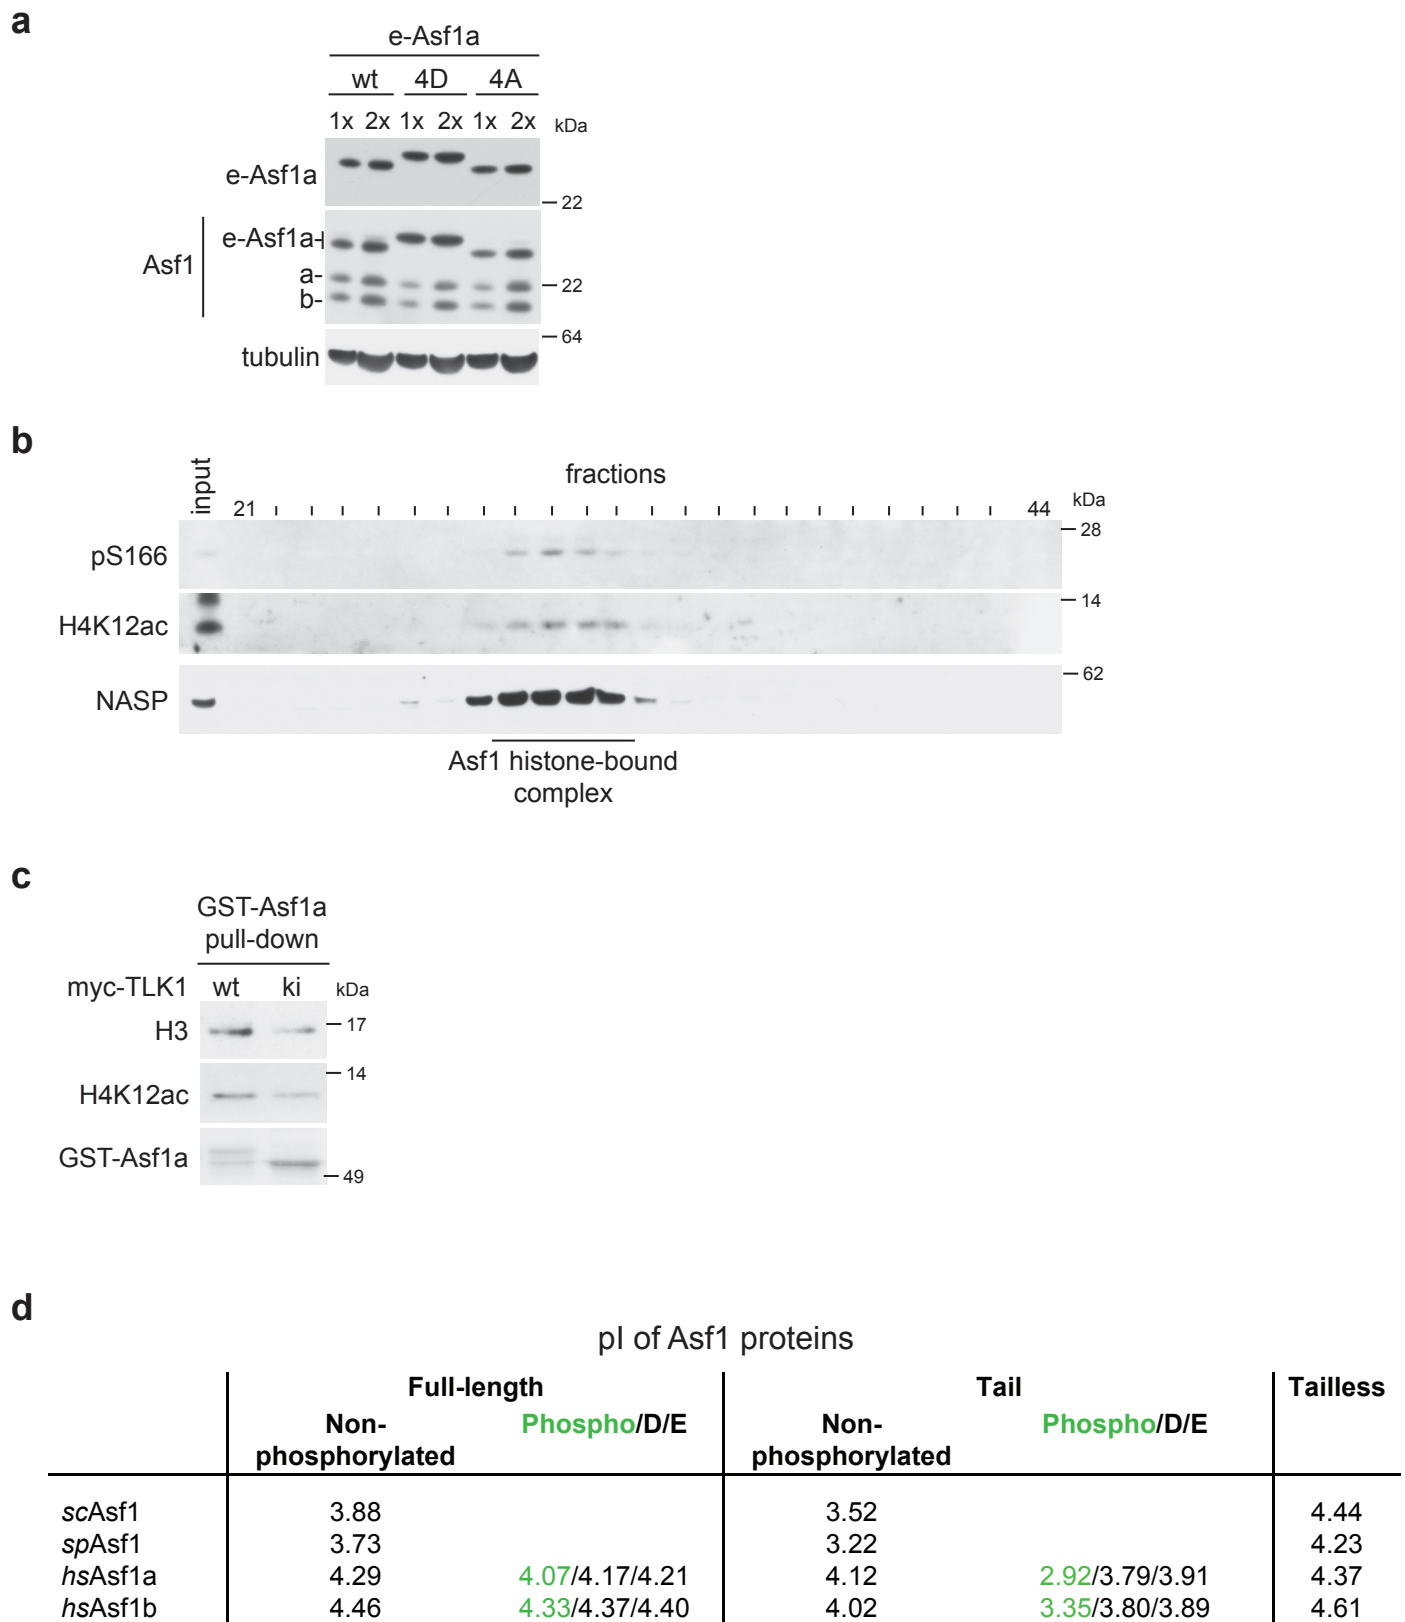 a
e-Asf1a
wt 4D 4A
1x 2x 1x 2x 1x 2x kDa
e-Asf1a
22
e-Asf1a-
Asf1
a-
22
b-
64
tubulin
b
input
fractions
21 44 kDa
28
pS166
14
H4K12ac
62
NASP
Asf1 histone-bound
complex
c
GST-Asf1a
pull-down
myc-TLK1 wt ki kDa
H3 17
14
H4K12ac
GST-Asf1a
49
d
pI of Asf1 proteins
Full-length Tail Tailless
Non- Phospho/D/E Non- Phospho/D/E
phosphorylated phosphorylated
scAsf1 3.88 3.52 4.44
spAsf1 3.73 3.22 4.23
hsAsf1a 4.29 4.07/4.17/4.21 4.12 2.92/3.79/3.91 4.37
hsAsf1b 4.46 4.33/4.37/4.40 4.02 3.35/3.80/3.89 4.61